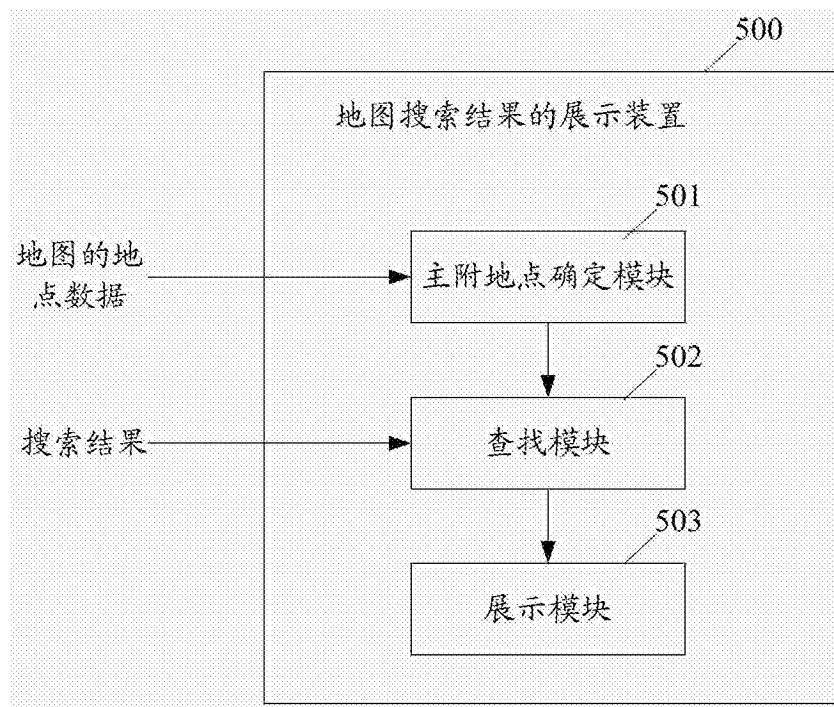 500
地图搜索结果的展示装置
501
地图的地
点数据
主附地点确定模块
502
搜索结果
查找模块
503
展示模块